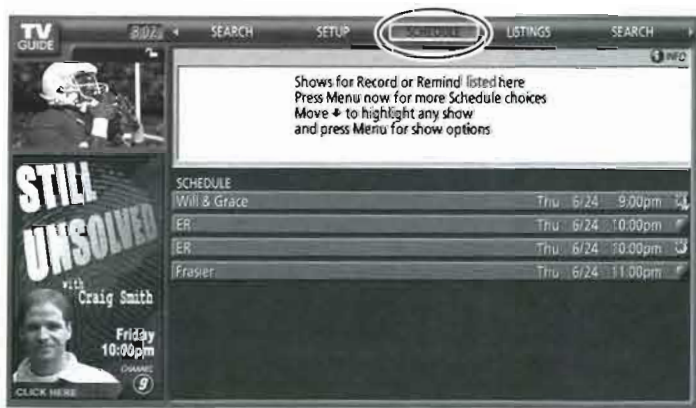 TV
GUIDE
8:02
SEARCH SETUP SCHEDULE LISTINGS SEARCH
INFO
Shows for Record or Remind listed here
Press Menu now for more Schedule choices
Move to highlight any show
and press Menu for show options
SCHEDULE
Will & Grace Thu 6/24 9:00pm
ER Thu 6/24 10:00pm
ER Thu 6/24 10:00pm
Frasier Thu 6/24 11:00pm
STILL
UNSOLVED
with
Craig Smith
Friday
10:00pm
CHANNEL
9
CLICK HERE